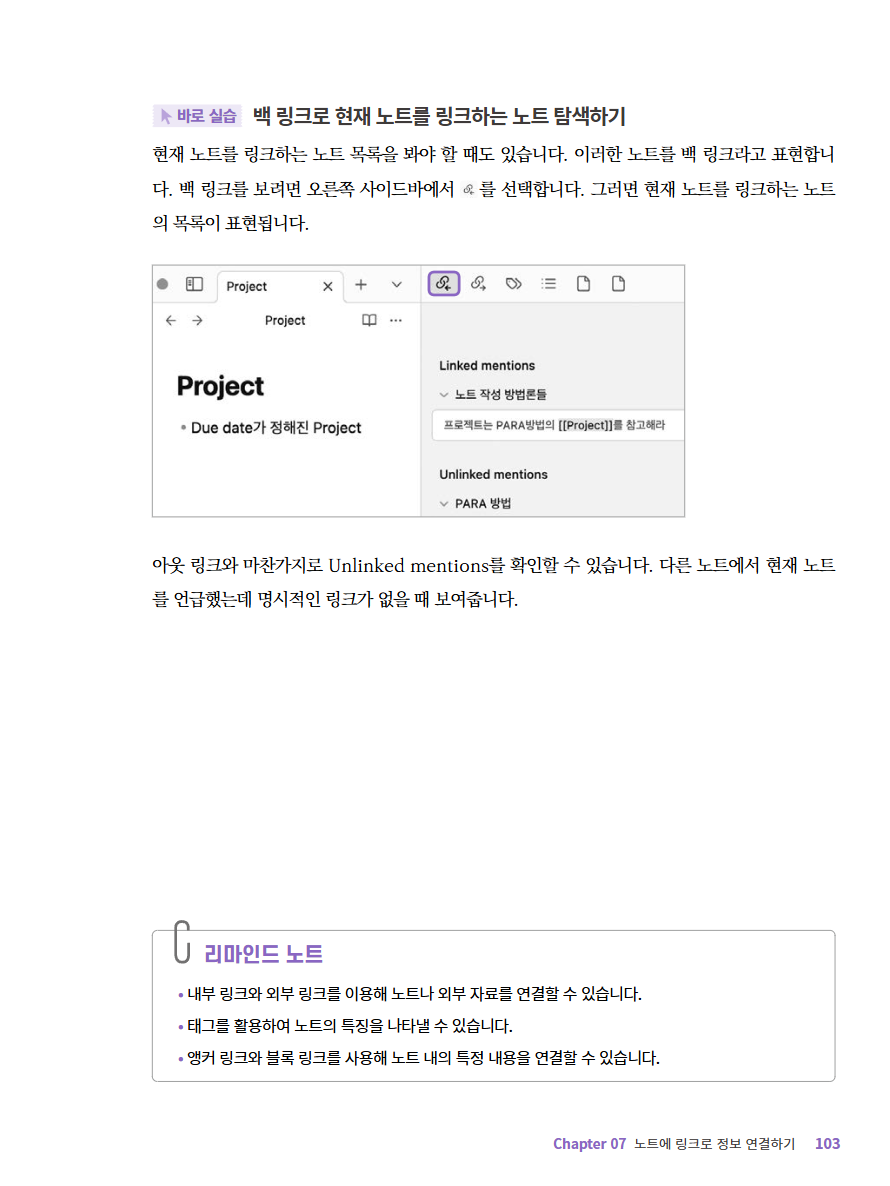 바로 실습 백 링크로 현재 노트를 링크하는 노트 탐색하기
현재 노트를 링크하는 노트 목록을 봐야 할 때도 있습니다. 이러한 노트를 백 링크라고 표현합니
다. 백 링크를 보려면 오른쪽 사이드바에서 를 선택합니다. 그러면 현재 노트를 링크하는 노트
의 목록이 표현됩니다.
Project
Project
Project
• Due date가 정해진 Project
Linked mentions
노트 작성 방법론들
프로젝트는 PARA방법의 [[Project]]를 참고해라
Unlinked mentions
PARA 방법
아웃 링크와 마찬가지로 Unlinked mentions를 확인할 수 있습니다. 다른 노트에서 현재 노트
를 언급했는데 명시적인 링크가 없을 때 보여줍니다.
리마인드 노트
• 내부 링크와 외부 링크를 이용해 노트나 외부 자료를 연결할 수 있습니다.
• 태그를 활용하여 노트의 특징을 나타낼 수 있습니다.
• 앵커 링크와 블록 링크를 사용해 노트 내의 특정 내용을 연결할 수 있습니다.
Chapter 07 노트에 링크로 정보 연결하기 103